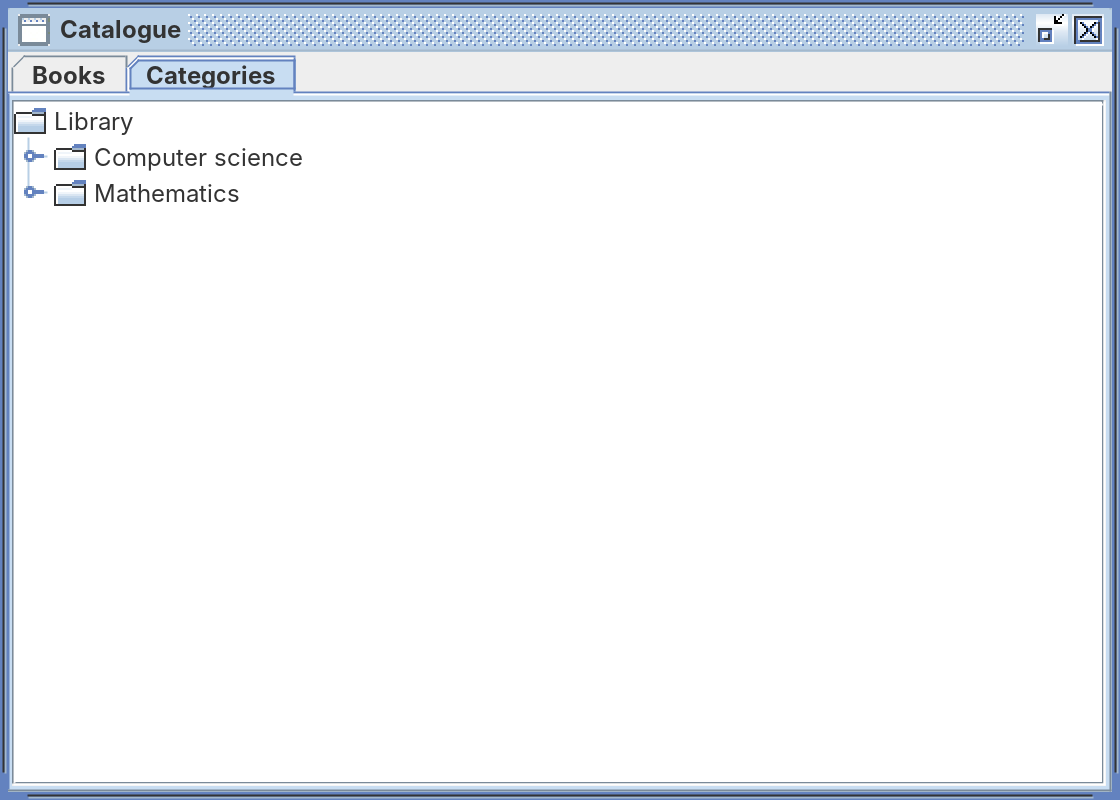 Catalogue
Books Categories
Library
Computer science
Mathematics